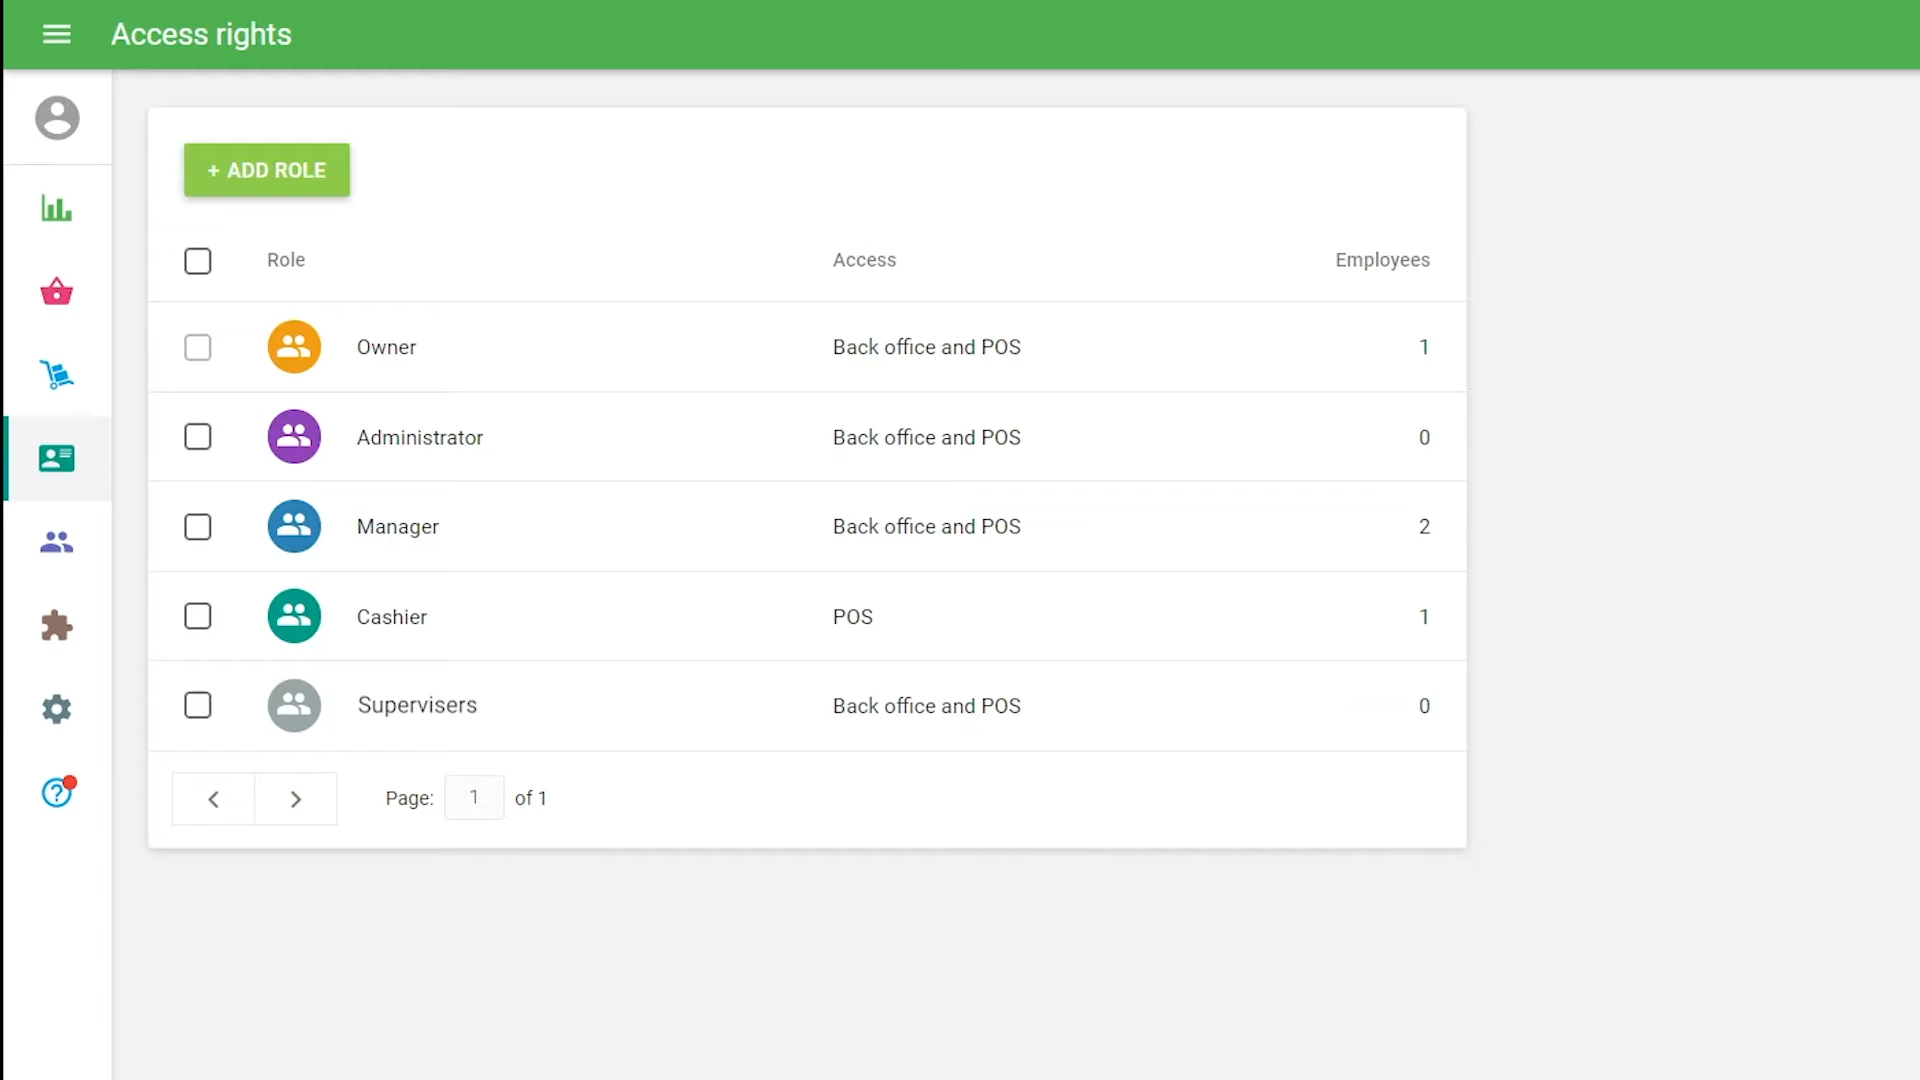 Access rights
+ ADD ROLE
Role Access Employees
Owner Back office and POS 1
Administrator Back office and POS 0
Manager Back office and POS 2
Cashier POS 1
Supervisers Back office and POS 0
Page: 1 of 1